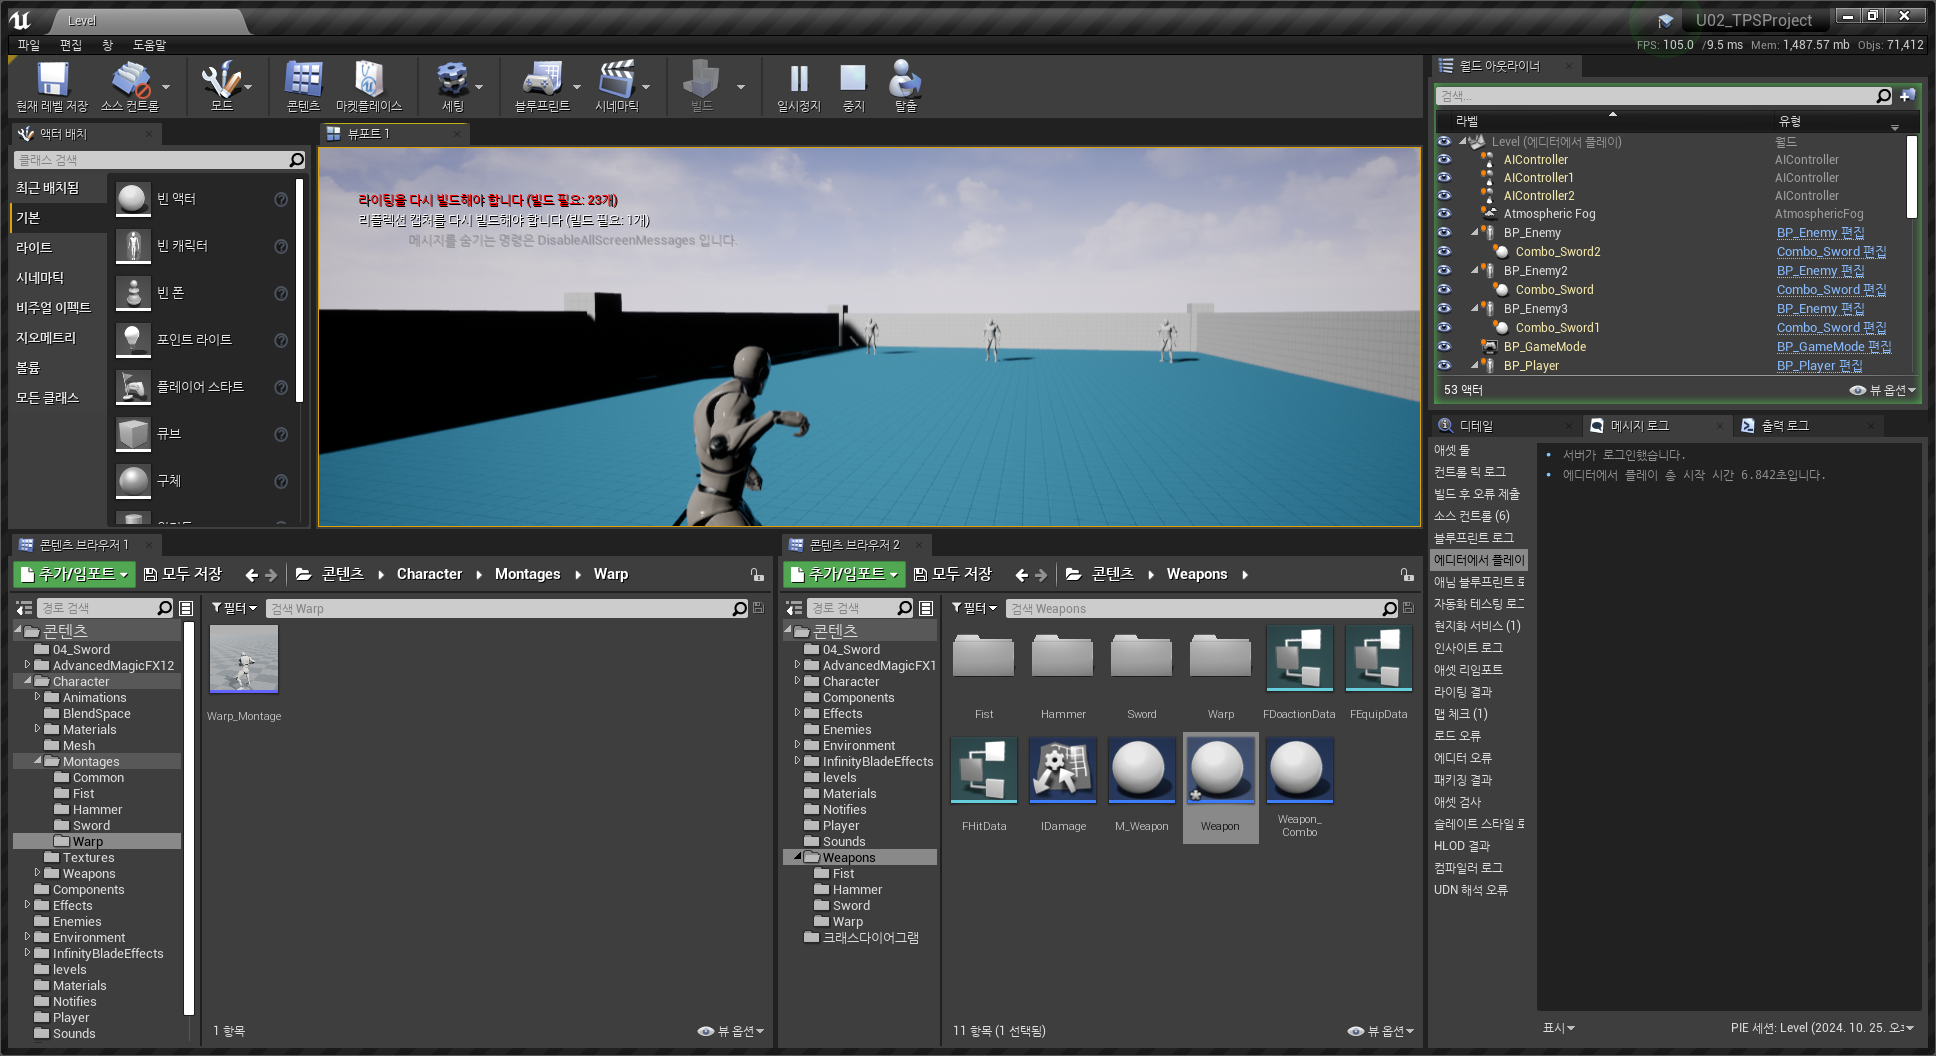 Level
U02_TPSProject
파일 편집 창 도움말
FPS: 105.0 /9.5 ms Mem: 1,487.57 mb Objs: 71,412
현재 레벨 저장
소스 컨트롤
모드
콘텐츠
마켓플레이스
세팅
블루프린트
시네마틱
빌드
일시정지
중지
탈출
액터 배치
클래스 검색
최근 배치됨
기본
라이트
시네마틱
비주얼 이펙트
지오메트리
볼륨
모든 클래스
빈 액터
빈 캐릭터
빈 폰
포인트 라이트
플레이어 스타트
큐브
구체
뷰포트 1
라이팅을 다시 빌드해야 합니다 (빌드 필요: 23개)
리플렉션 캡처를 다시 빌드해야 합니다 (빌드 필요: 1개)
메시지를 숨기는 명령은 DisableAllScreenMessages 입니다.
월드 아웃라이너
검색...
라벨 유형
Level (에디터에서 플레이) 월드
AIController AIController
AIController1 AIController
AIController2 AIController
Atmospheric Fog AtmosphericFog
BP_Enemy BP_Enemy 편집
Combo_Sword2 Combo_Sword 편집
BP_Enemy2 BP_Enemy 편집
Combo_Sword Combo_Sword 편집
BP_Enemy3 BP_Enemy 편집
Combo_Sword1 Combo_Sword 편집
BP_GameMode BP_GameMode 편집
BP_Player BP_Player 편집
53 액터
뷰 옵션
디테일
메시지 로그
출력 로그
애셋 툴
컨트롤 릭 로그
빌드 후 오류 제출
소스 컨트롤 (6)
블루프린트 로그
에디터에서 플레이
애님 블루프린트 로
자동화 테스팅 로그
현지화 서비스 (1)
인사이트 로그
애셋 리임포트
라이팅 결과
맵 체크 (1)
로드 오류
에디터 오류
패키징 결과
애셋 검사
슬레이트 스타일 로
HLOD 결과
컴파일러 로그
UDN 해석 오류
서버가 로그인했습니다.
에디터에서 플레이 총 시작 시간 6.842초입니다.
표시
PIE 세션: Level (2024. 10. 25. 오
콘텐츠 브라우저 1
추가/임포트 모두 저장 콘텐츠 Character Montages Warp
경로 검색
필터 검색 Warp
콘텐츠
04_Sword
AdvancedMagicFX12
Character
Animations
BlendSpace
Materials
Mesh
Montages
Common
Fist
Hammer
Sword
Warp
Textures
Weapons
Components
Effects
Enemies
Environment
InfinityBladeEffects
levels
Materials
Notifies
Player
Sounds
Warp_Montage
1 항목
뷰 옵션
콘텐츠 브라우저 2
추가/임포트 모두 저장 콘텐츠 Weapons
경로 검색
필터 검색 Weapons
콘텐츠
04_Sword
AdvancedMagicFX1
Character
Components
Effects
Enemies
Environment
InfinityBladeEffects
levels
Materials
Notifies
Player
Sounds
Weapons
Fist
Hammer
Sword
Warp
크래스다이어그램
Fist Hammer Sword Warp FDoactionData FEquipData
FHitData IDamage M_Weapon Weapon Weapon_
Combo
11 항목 (1 선택됨)
뷰 옵션